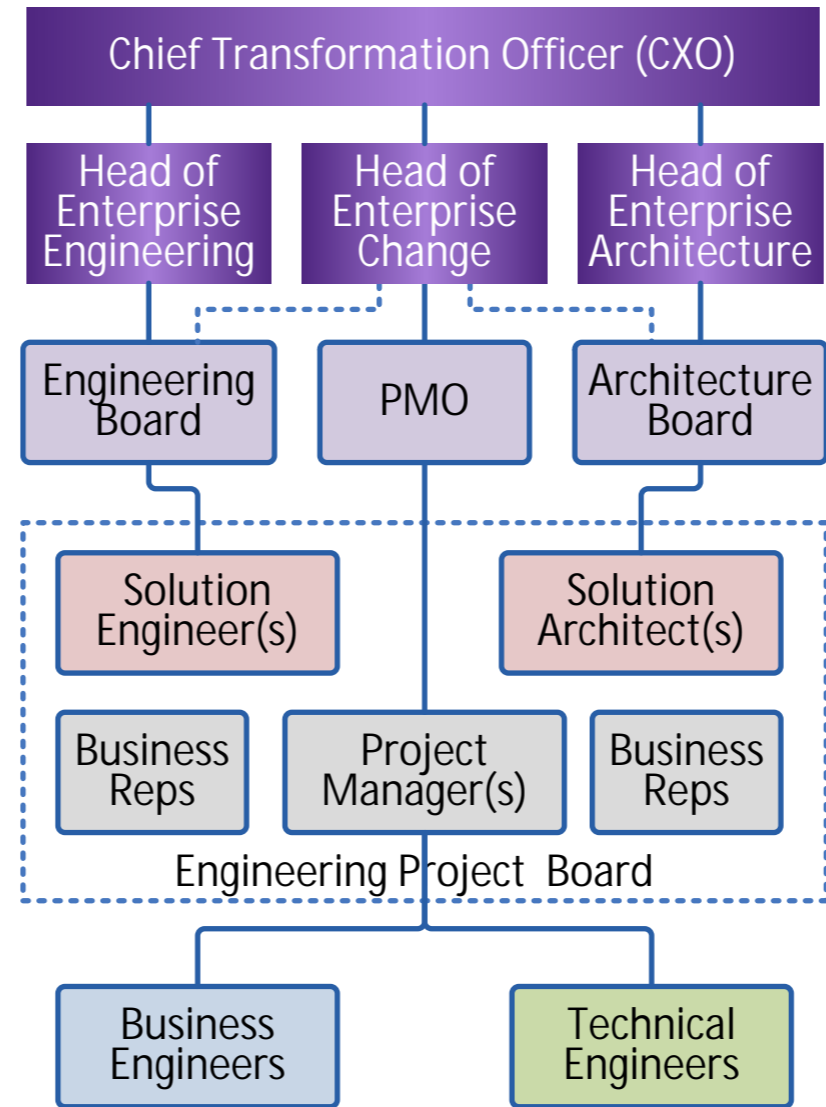 Chief Transformation Officer (CXO)
Head of
Enterprise
Engineering
Head of
Enterprise
Change
Head of
Enterprise
Architecture
Engineering
Board
PMO
Architecture
Board
Solution
Engineer(s)
Solution
Architect(s)
Business
Reps
Project
Manager(s)
Business
Reps
Engineering Project Board
Business
Engineers
Technical
Engineers